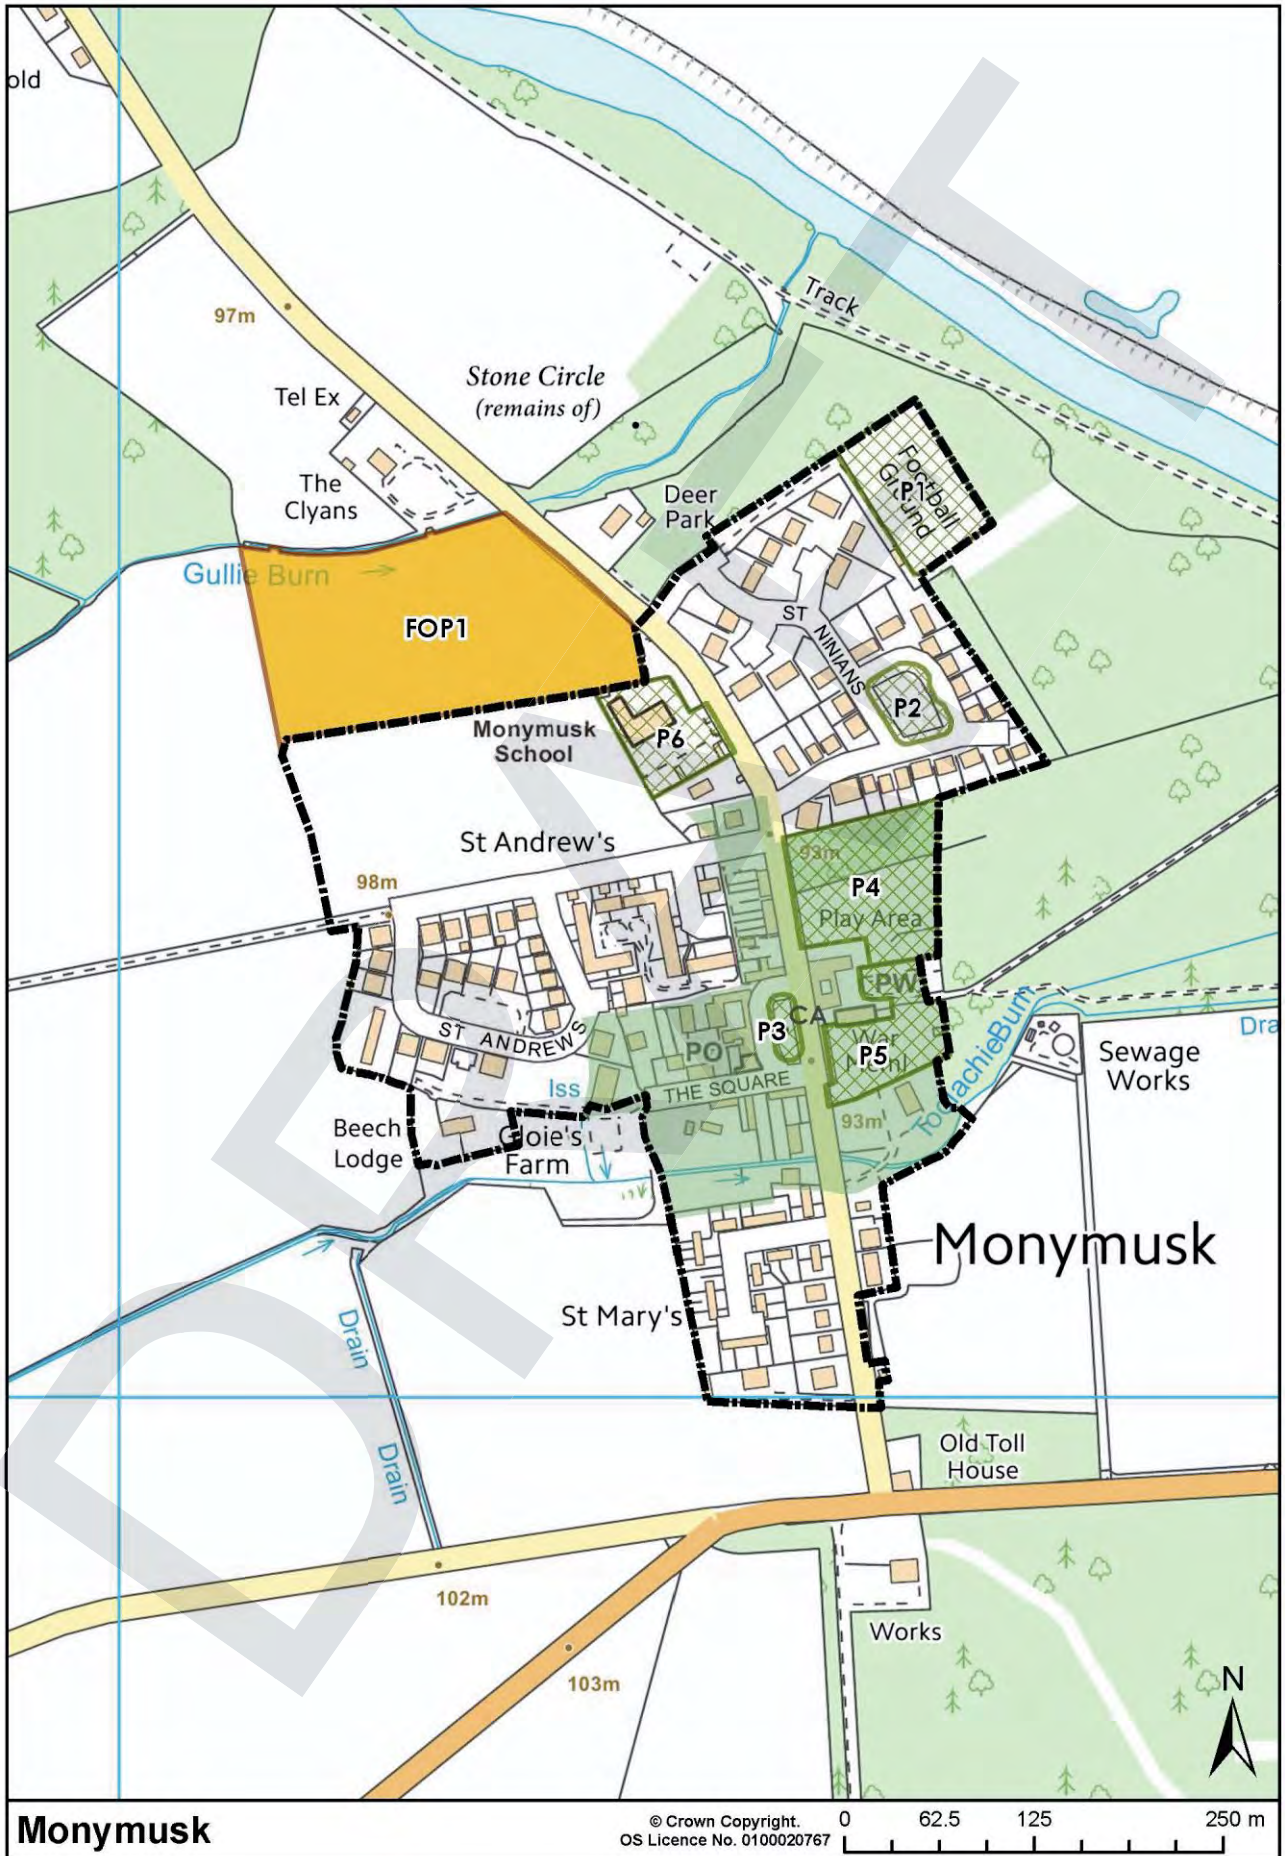 old
97m
Tel Ex
Stone Circle
(remains of)
Track
The
Clyans
Deer
Park
Football
Ground
P1
Gullie Burn
FOP1
ST NINIANS
P2
Monymusk
School
P6
St Andrew's
93m
98m
P4
Play Area
PW
CA
P3
War
Meml
P5
PO
ST ANDREWS
THE SQUARE
Iss
93m
TootachieBurn
Dra
Sewage
Works
Beech
Lodge
Cloie's
Farm
Monymusk
St Mary's
Drain
Drain
Old Toll
House
102m
Works
103m
N
DRAFT
Monymusk
© Crown Copyright.
OS Licence No. 0100020767
0 62.5 125 250 m